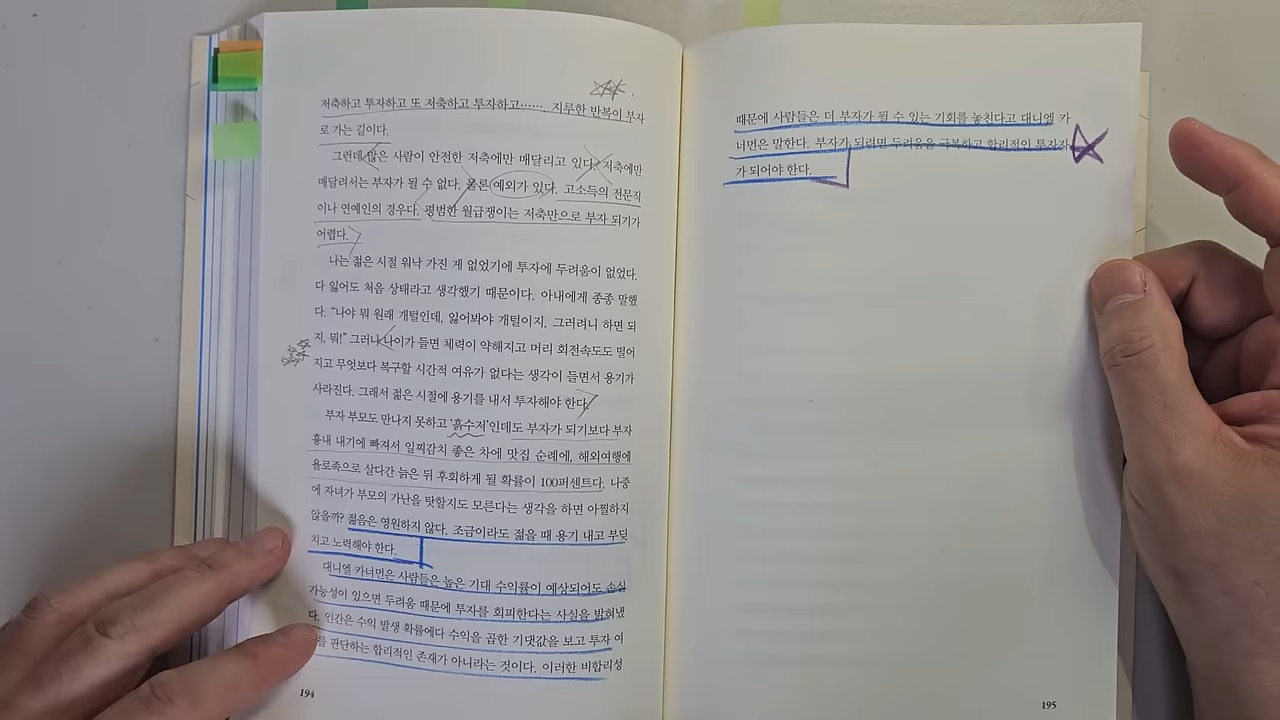 저축하고 투자하고 또 저축하고 투자하고…… 지루한 반복이 부자
로 가는 길이다.
그런데 많은 사람이 안전한 저축에만 매달리고 있다. 저축에만
매달려서는 부자가 될 수 없다. 물론 예외가 있다. 고소득의 전문직
이나 연예인의 경우다. 평범한 월급쟁이는 저축만으로 부자 되기가
어렵다.
나는 젊은 시절 워낙 가진 게 없었기에 투자에 두려움이 없었다.
다 잃어도 처음 상태라고 생각했기 때문이다. 아내에게 종종 말했
다. “나야 뭐 원래 개털인데, 잃어봐야 개털이지. 그러려니 하면 되
지, 뭐!” 그러나 나이가 들면 체력이 약해지고 머리 회전속도도 떨어
지고 무엇보다 복구할 시간적 여유가 없다는 생각이 들면서 용기가
사라진다. 그래서 젊은 시절에 용기를 내서 투자해야 한다.
부자 부모도 만나지 못하고 ‘흙수저’인데도 부자가 되기보다 부자
흉내 내기에 빠져서 일찌감치 좋은 차에 맛집 순례에, 해외여행에
욜로족으로 살다간 늙은 뒤 후회하게 될 확률이 100퍼센트다. 나중
에 자녀가 부모의 가난을 탓할지도 모른다는 생각을 하면 아찔하지
않을까? 젊음은 영원하지 않다. 조금이라도 젊을 때 용기 내고 부딪
치고 노력해야 한다.
대니엘 카너먼은 사람들은 높은 기대 수익률이 예상되어도 손실
가능성이 있으면 두려움 때문에 투자를 회피한다는 사실을 밝혀냈
다. 인간은 수익 발생 확률에다 수익을 곱한 기댓값을 보고 투자 여
를 판단하는 합리적인 존재가 아니라는 것이다. 이러한 비합리성
194
때문에 사람들은 더 부자가 될 수 있는 기회를 놓친다고 대니엘 카
너먼은 말한다. 부자가 되려면 두려움을 극복하고 합리적인 투자자
가 되어야 한다.
195